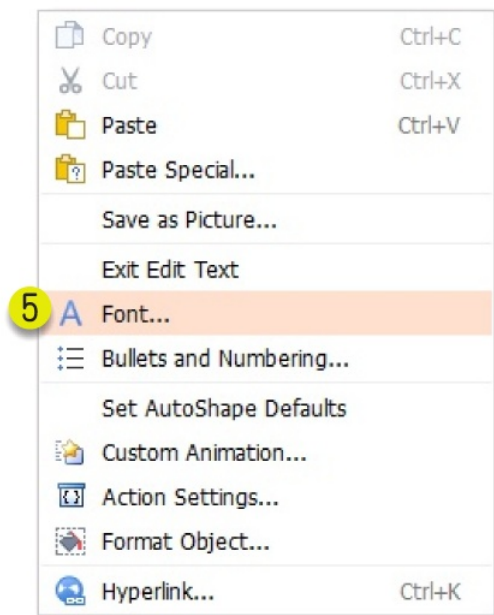 Copy Ctrl+C
Cut Ctrl+X
Paste Ctrl+V
Paste Special...
Save as Picture...
Exit Edit Text
5 Font...
Bullets and Numbering...
Set AutoShape Defaults
Custom Animation...
Action Settings...
Format Object...
Hyperlink... Ctrl+K